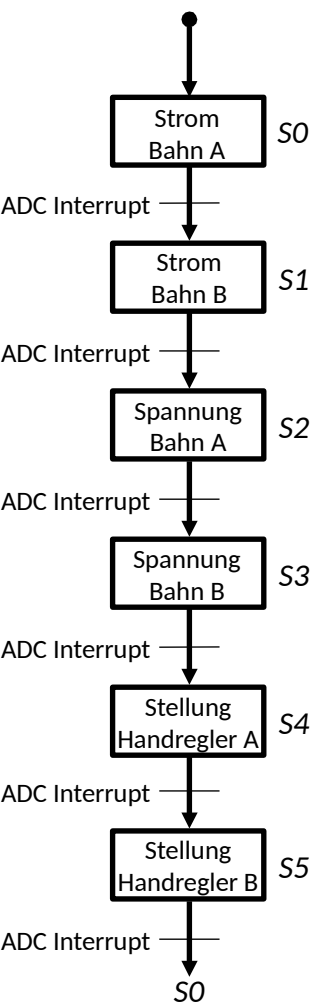 Strom
Bahn A
S0
ADC Interrupt
Strom
Bahn B
S1
ADC Interrupt
Spannung
Bahn A
S2
ADC Interrupt
Spannung
Bahn B
S3
ADC Interrupt
Stellung
Handregler A
S4
ADC Interrupt
Stellung
Handregler B
S5
ADC Interrupt
S0